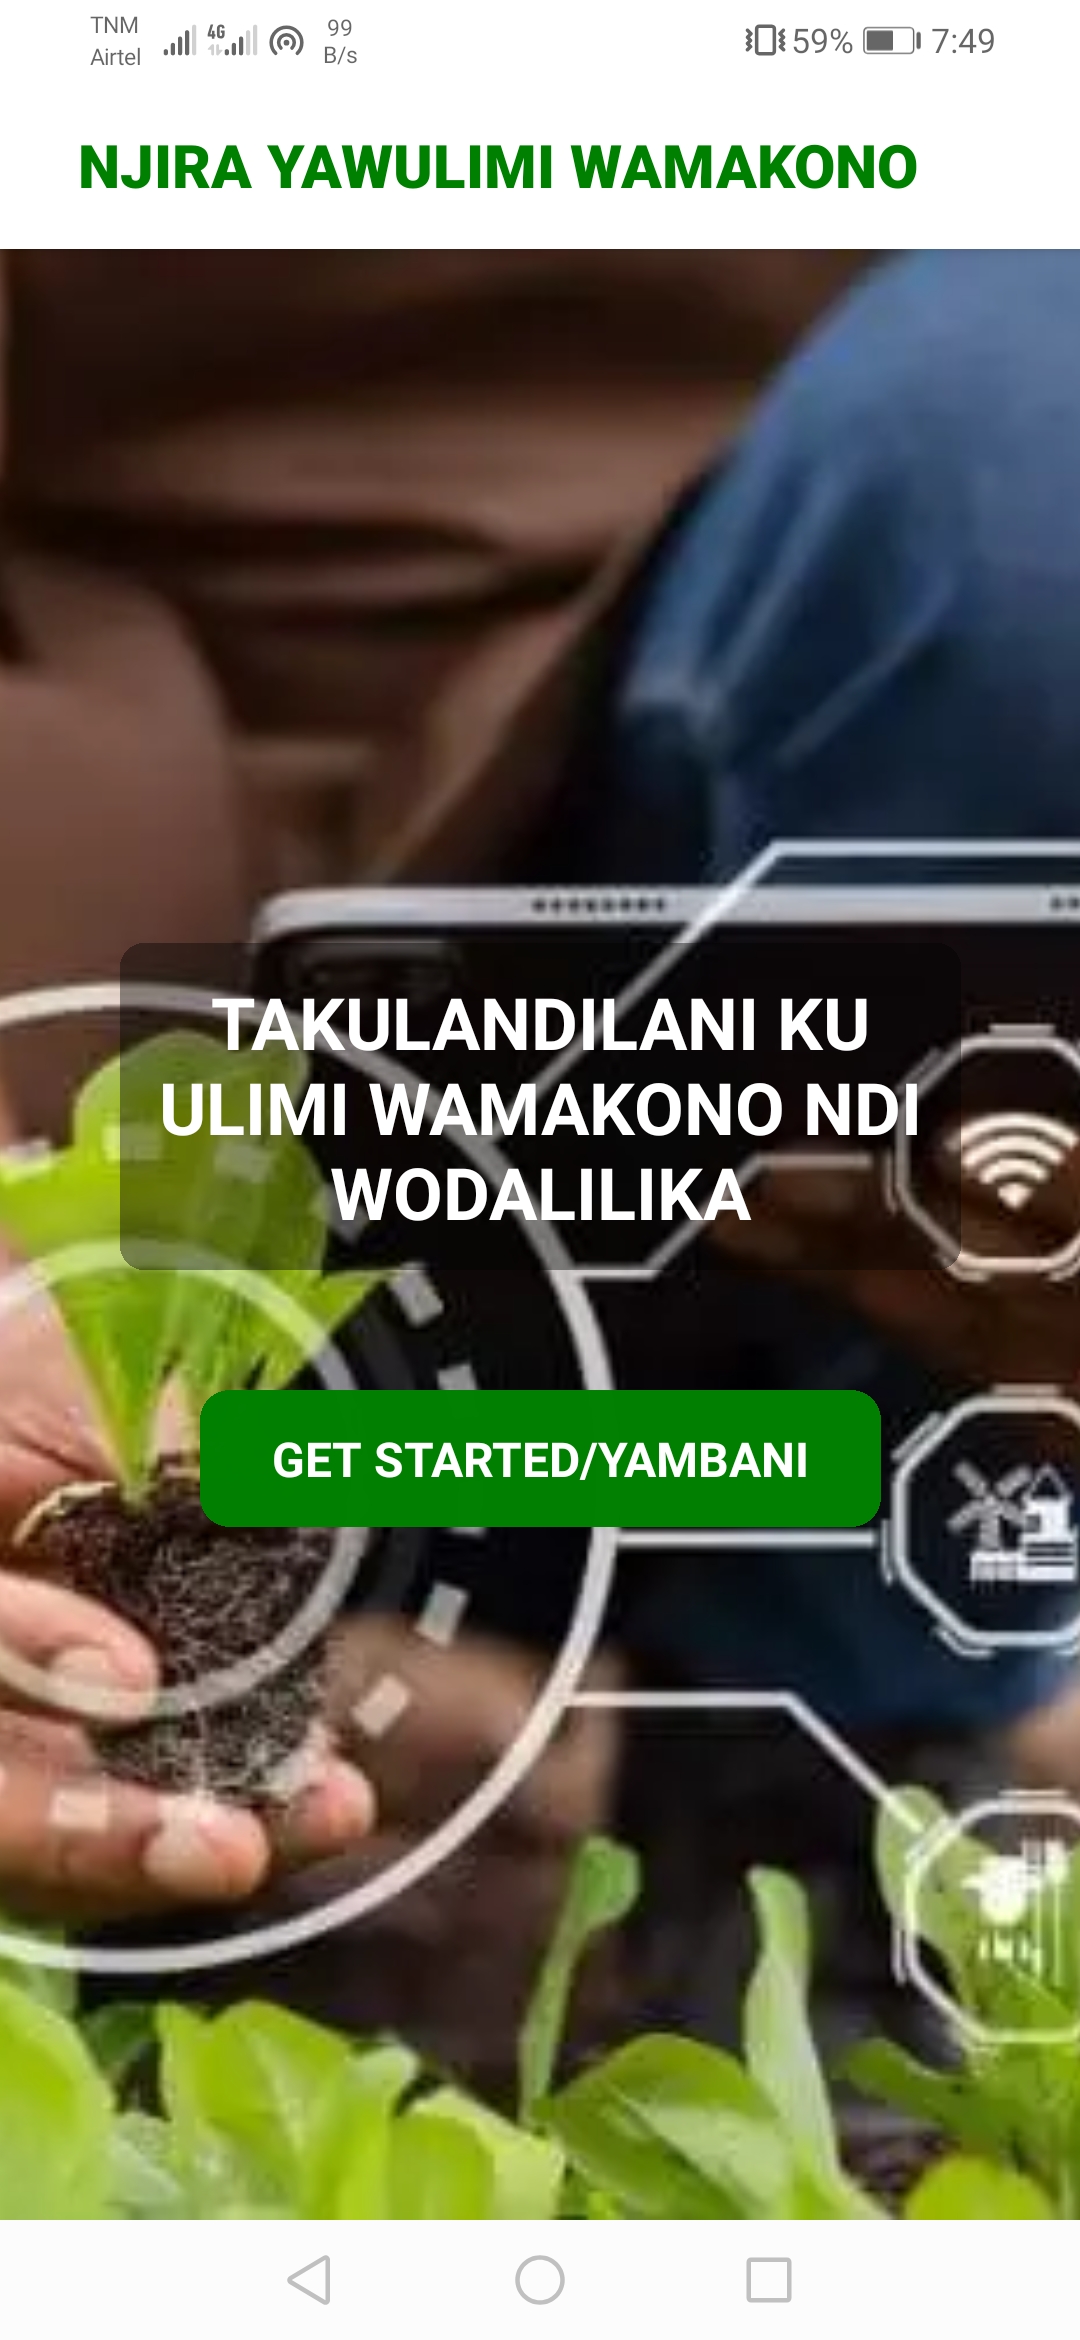 TNM
Airtel
4G
99
B/s
59%
7:49
NJIRA YAWULIMI WAMAKONO
TAKULANDILANI KU
ULIMI WAMAKONO NDI
WODALILIKA
GET STARTED/YAMBANI